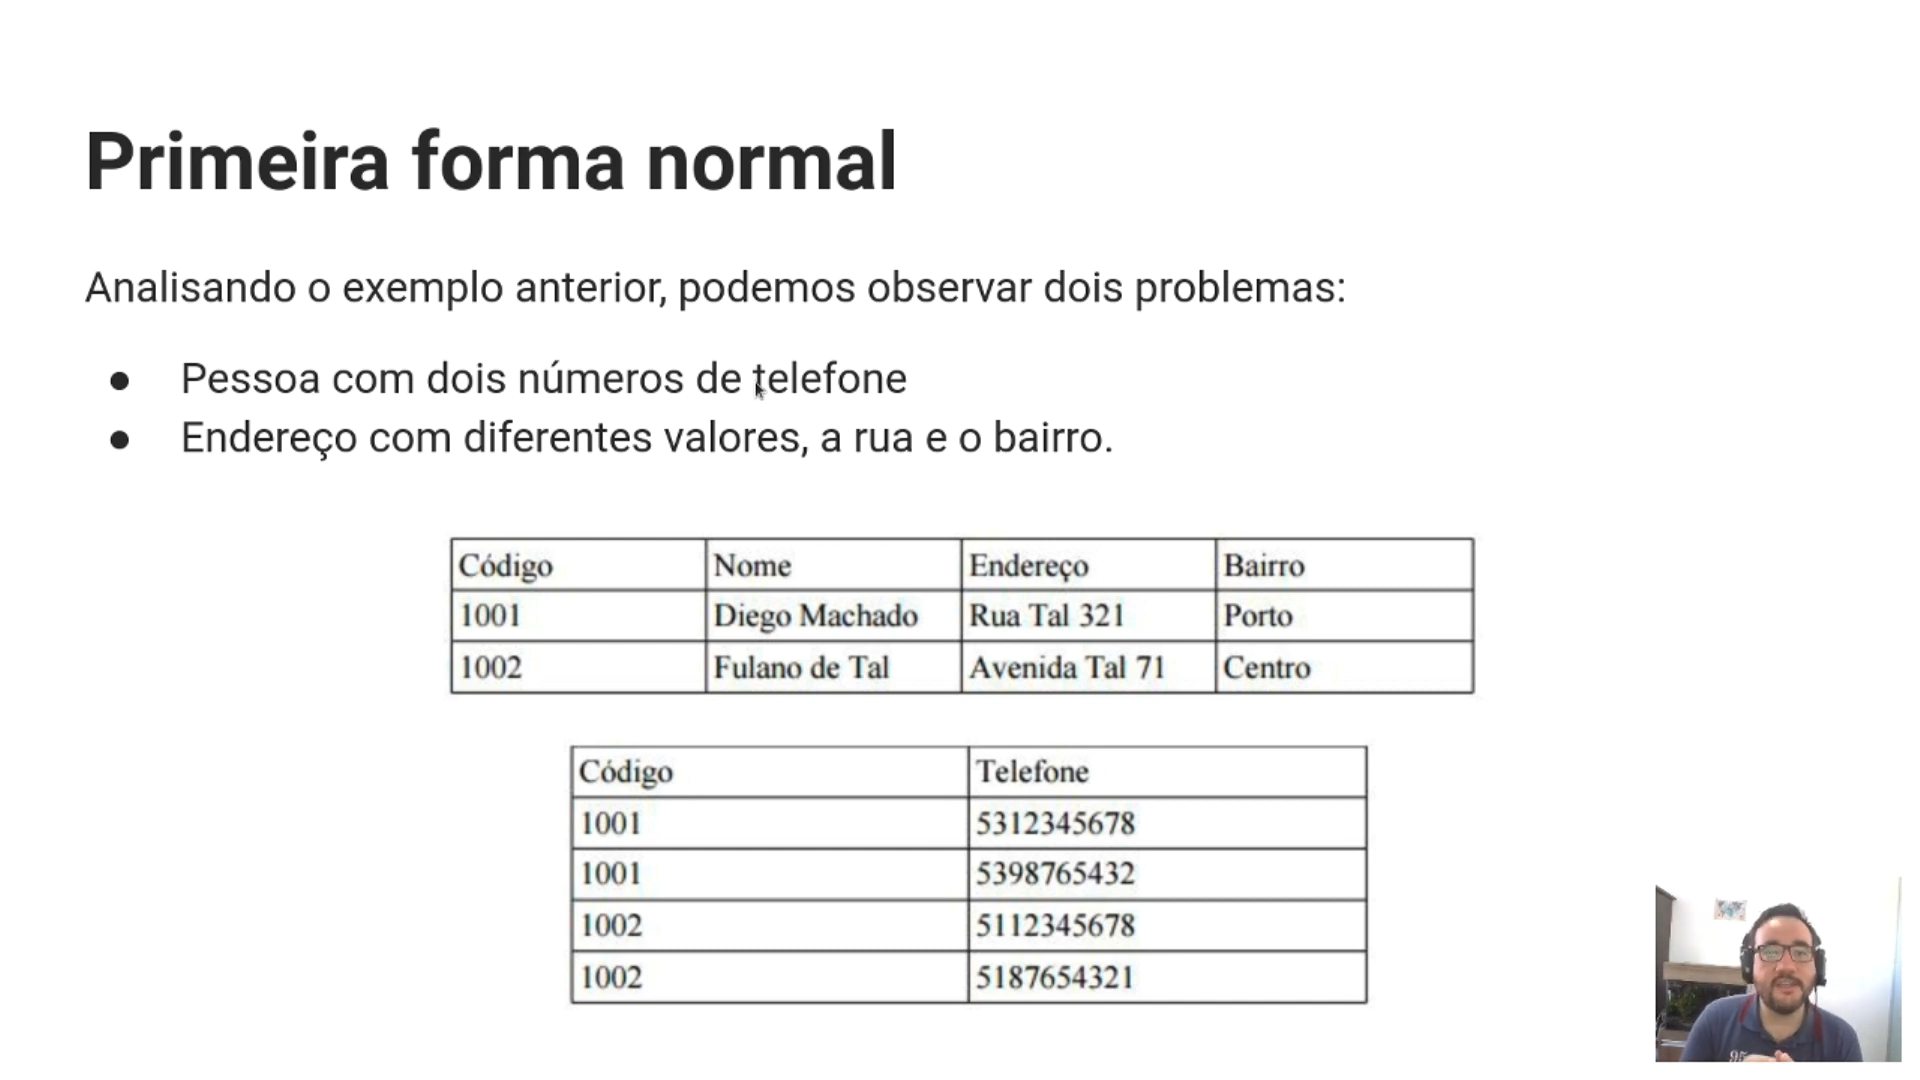 Primeira forma normal
Analisando o exemplo anterior, podemos observar dois problemas:
● Pessoa com dois números de telefone
● Endereço com diferentes valores, a rua e o bairro.
Código Nome Endereço Bairro
1001 Diego Machado Rua Tal 321 Porto
1002 Fulano de Tal Avenida Tal 71 Centro
Código Telefone
1001 5312345678
1001 5398765432
1002 5112345678
1002 5187654321